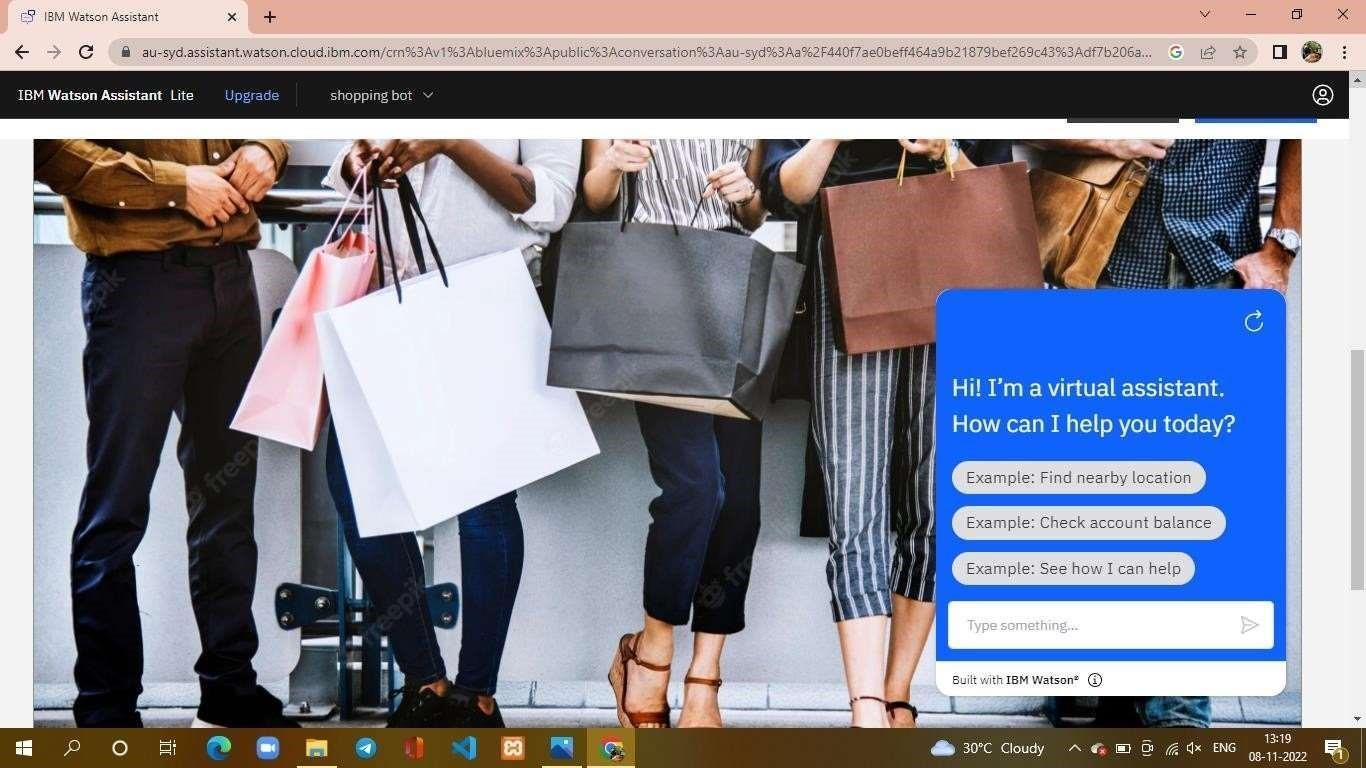 IBM Watson Assistant
au-syd.assistant.watson.cloud.ibm.com/crn%3Av1%3Abluemix%3Apublic%3Aconversation%3Aau-syd%3Aa%2F440f7ae0beff464a9b21879bef269c43%3Adf7b206a...
IBM Watson Assistant Lite Upgrade shopping bot
Hi! I'm a virtual assistant.
How can I help you today?
Example: Find nearby location
Example: Check account balance
Example: See how I can help
Type something...
Built with IBM Watson®
freepik
freepik
30°C Cloudy
ENG
13:19
08-11-2022
1